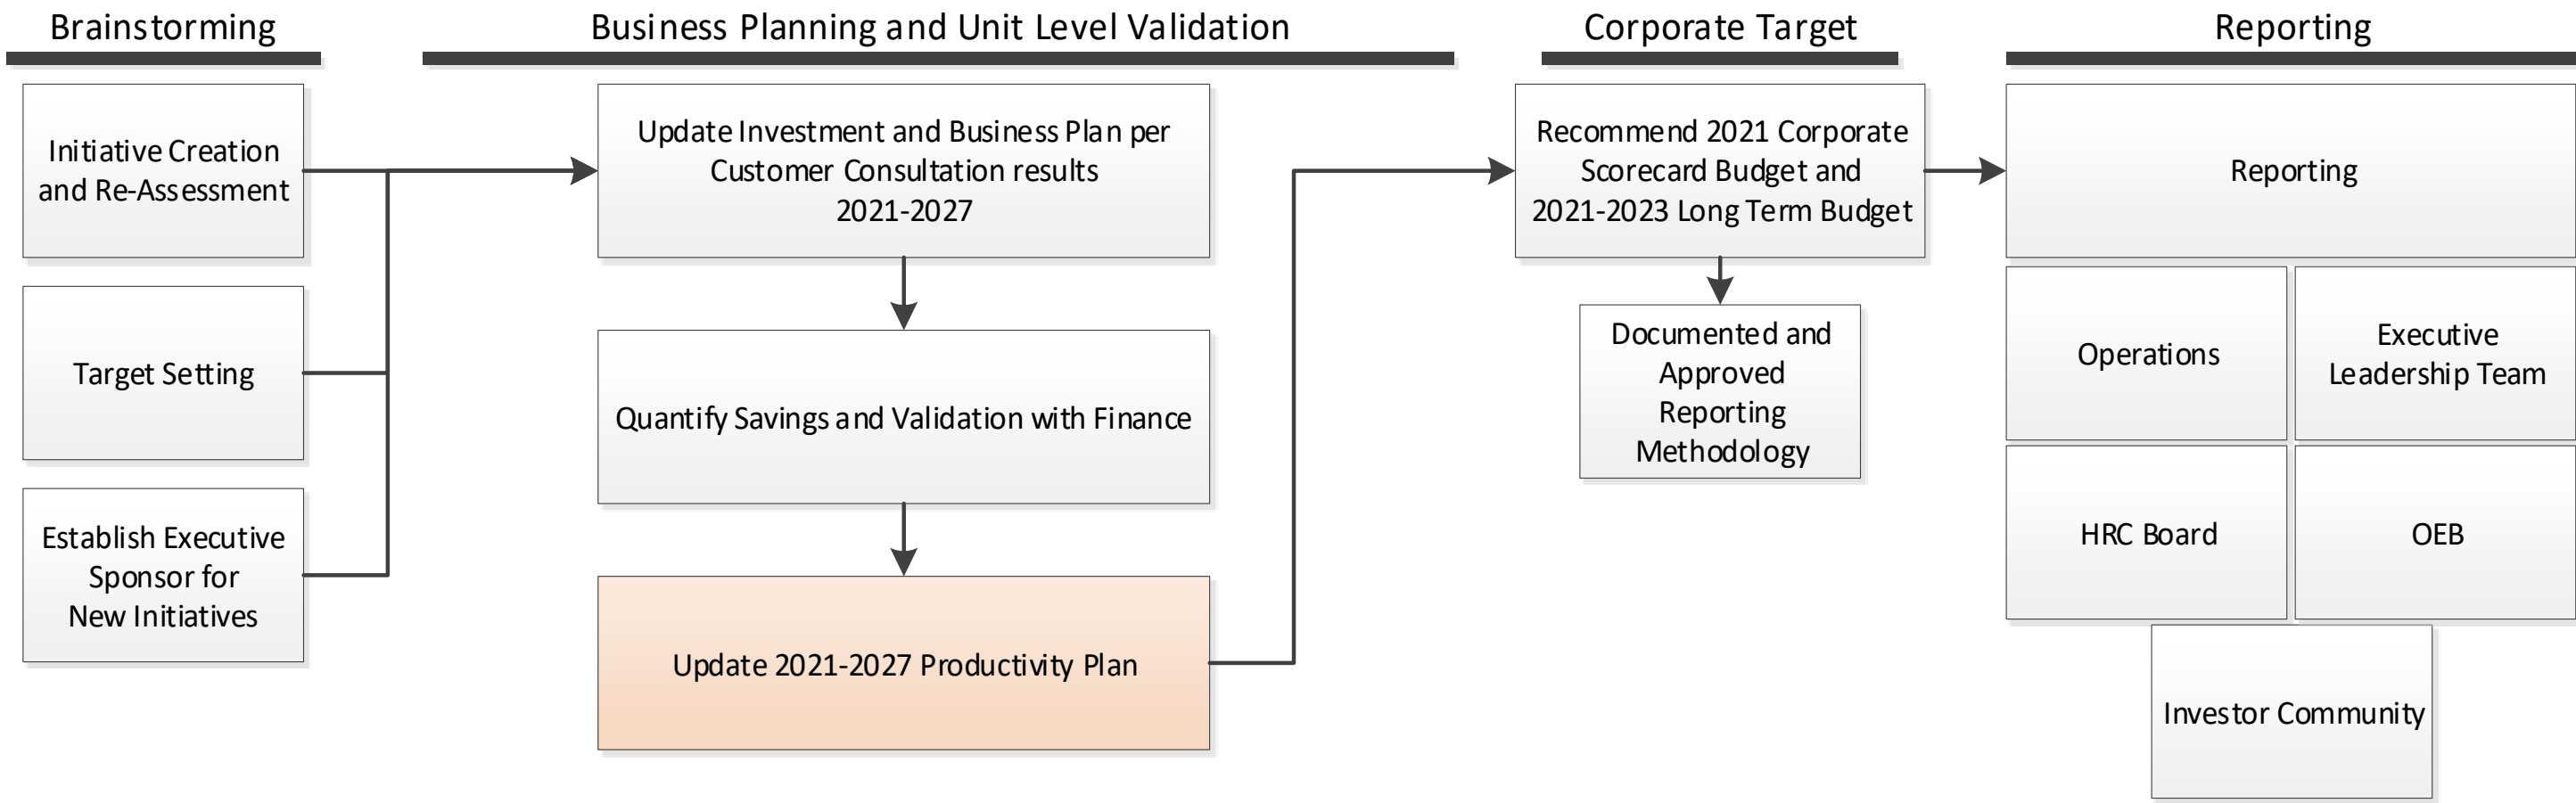 Brainstorming
Business Planning and Unit Level Validation
Corporate Target
Reporting
Initiative Creation
and Re-Assessment
Target Setting
Establish Executive
Sponsor for
New Initiatives
Update Investment and Business Plan per
Customer Consultation results
2021-2027
Quantify Savings and Validation with Finance
Update 2021-2027 Productivity Plan
Recommend 2021 Corporate
Scorecard Budget and
2021-2023 Long Term Budget
Documented and
Approved
Reporting
Methodology
Reporting
Operations
Executive
Leadership Team
HRC Board
OEB
Investor Community